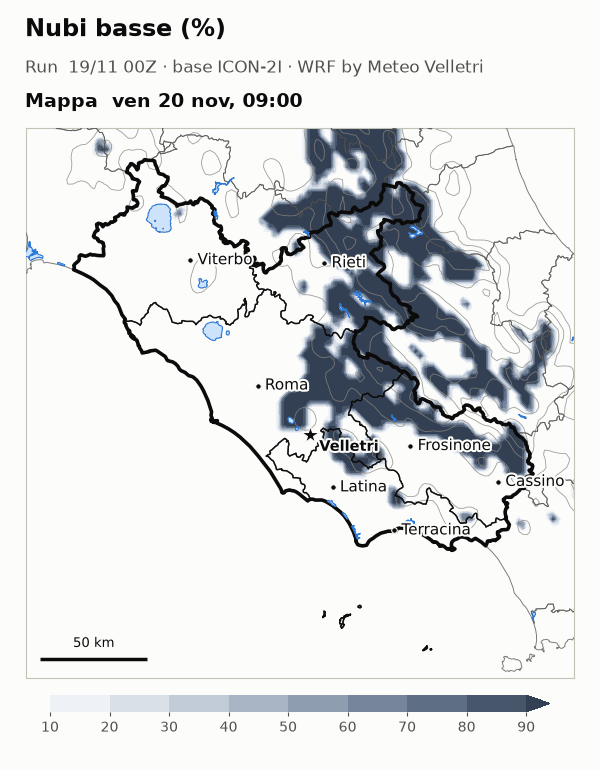 Nubi basse (%)
Run  19/11 00Z · base ICON-2I · WRF by Meteo Velletri
Mappa  ven 20 nov, 09:00
Viterbo
Rieti
Roma
Velletri
Frosinone
Latina
Cassino
Terracina
50 km
10 20 30 40 50 60 70 80 90